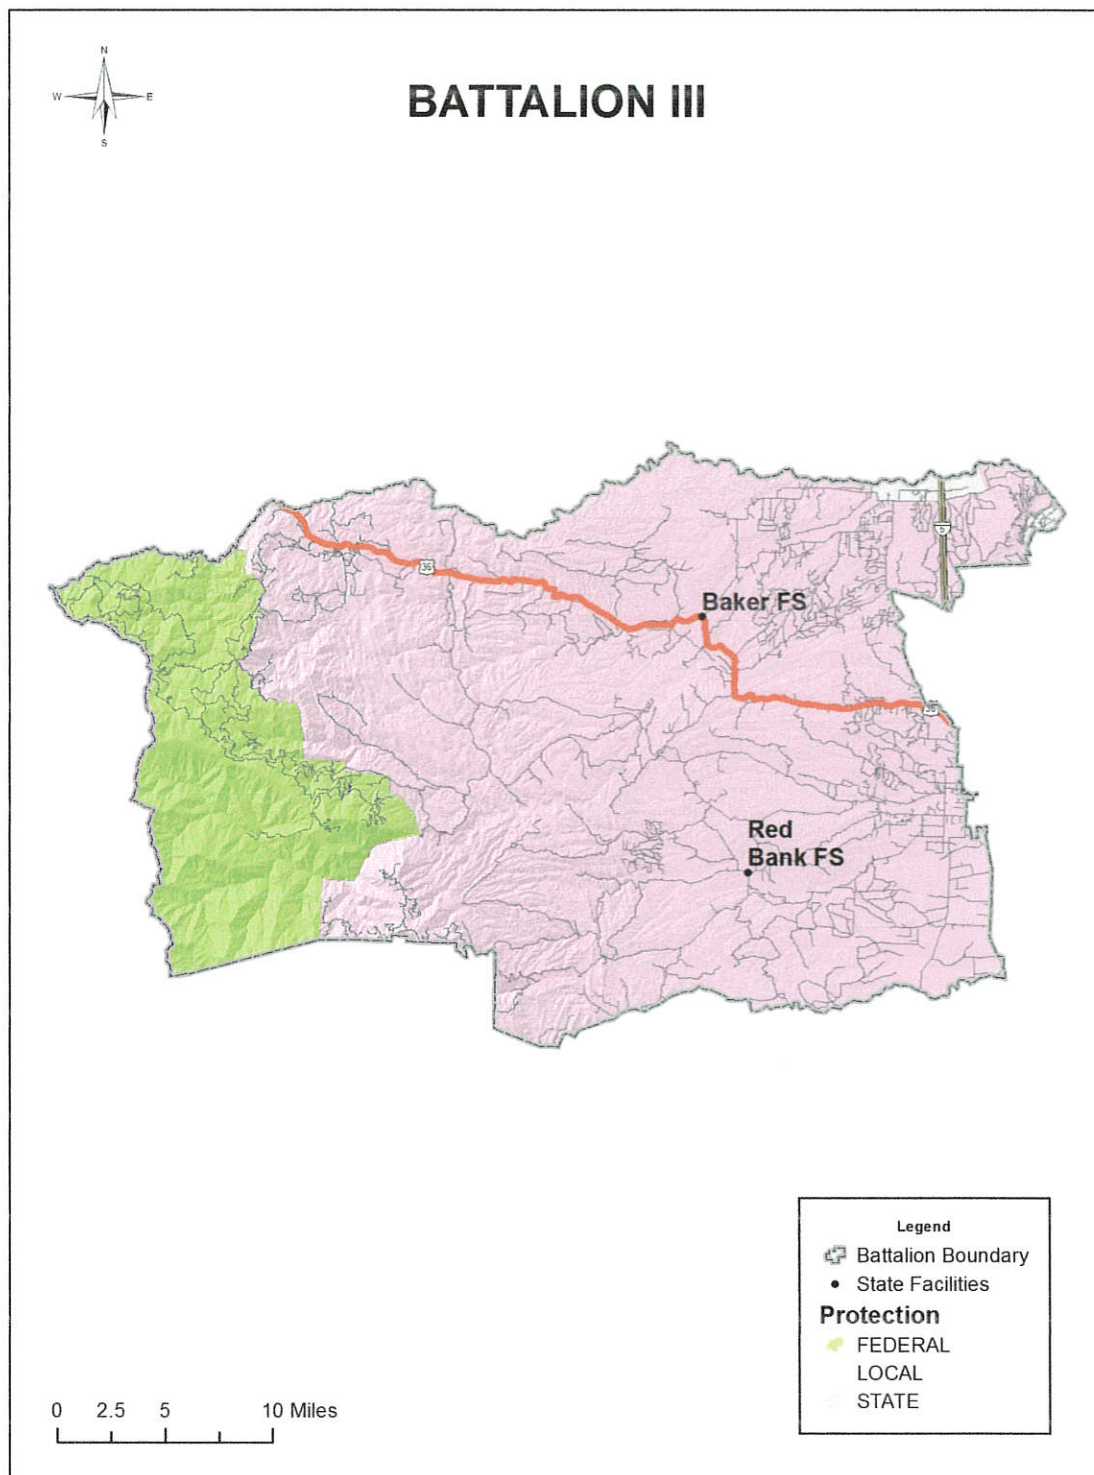 N
W E
S
BATTALION III
5
36
Baker FS
36
Red
Bank FS
Legend
Battalion Boundary
State Facilities
Protection
FEDERAL
LOCAL
STATE
0 2.5 5 10 Miles